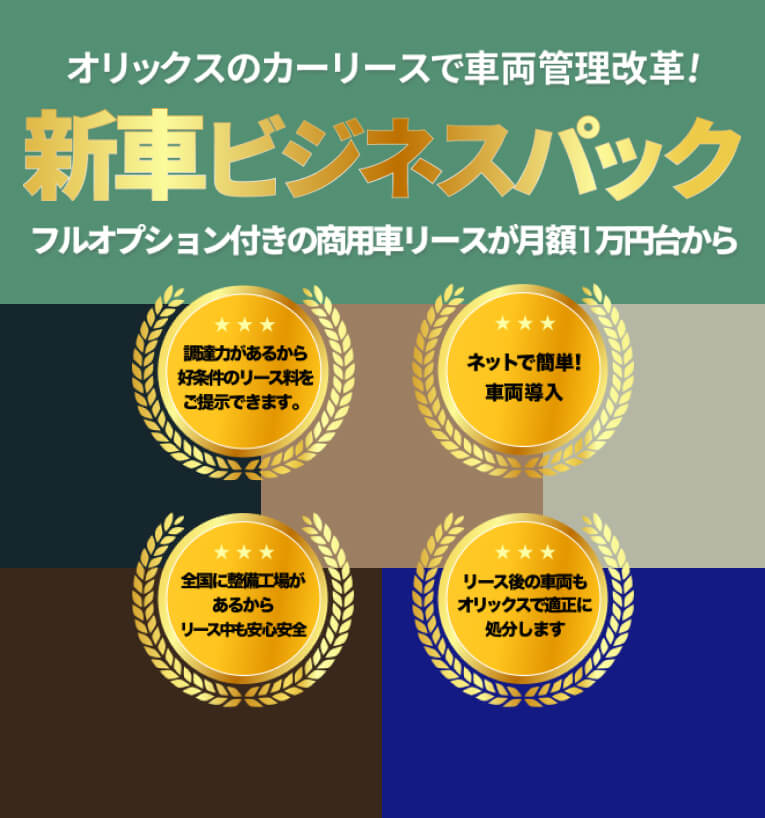 オリックスのカーリースで車両管理改革!
新車ビジネスパック
フルオプション付きの商用車リースが月額1万円台から
調達力があるから
好条件のリース料を
ご提示できます。
ネットで簡単!
車両導入
全国に整備工場が
あるから
リース中も安心安全
リース後の車両も
オリックスで適正に
処分します